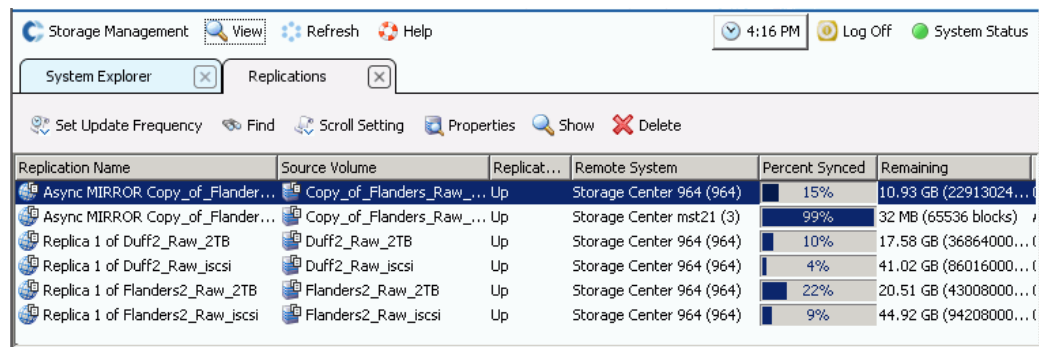 Storage Management View Refresh Help 4:16 PM Log Off System Status
System Explorer Replications
Set Update Frequency Find Scroll Setting Properties Show Delete
Replication Name Source Volume Replicat... Remote System Percent Synced Remaining
Async MIRROR Copy_of_Flander... Copy_of_Flanders_Raw_... Up Storage Center 964 (964) 15% 10.93 GB (22913024...
Async MIRROR Copy_of_Flander... Copy_of_Flanders_Raw_... Up Storage Center mst21 (3) 99% 32 MB (65536 blocks)
Replica 1 of Duff2_Raw_2TB Duff2_Raw_2TB Up Storage Center 964 (964) 10% 17.58 GB (36864000...
Replica 1 of Duff2_Raw_iscsi Duff2_Raw_iscsi Up Storage Center 964 (964) 4% 41.02 GB (86016000...
Replica 1 of Flanders2_Raw_2TB Flanders2_Raw_2TB Up Storage Center 964 (964) 22% 20.51 GB (43008000...
Replica 1 of Flanders2_Raw_iscsi Flanders2_Raw_iscsi Up Storage Center 964 (964) 9% 44.92 GB (94208000...